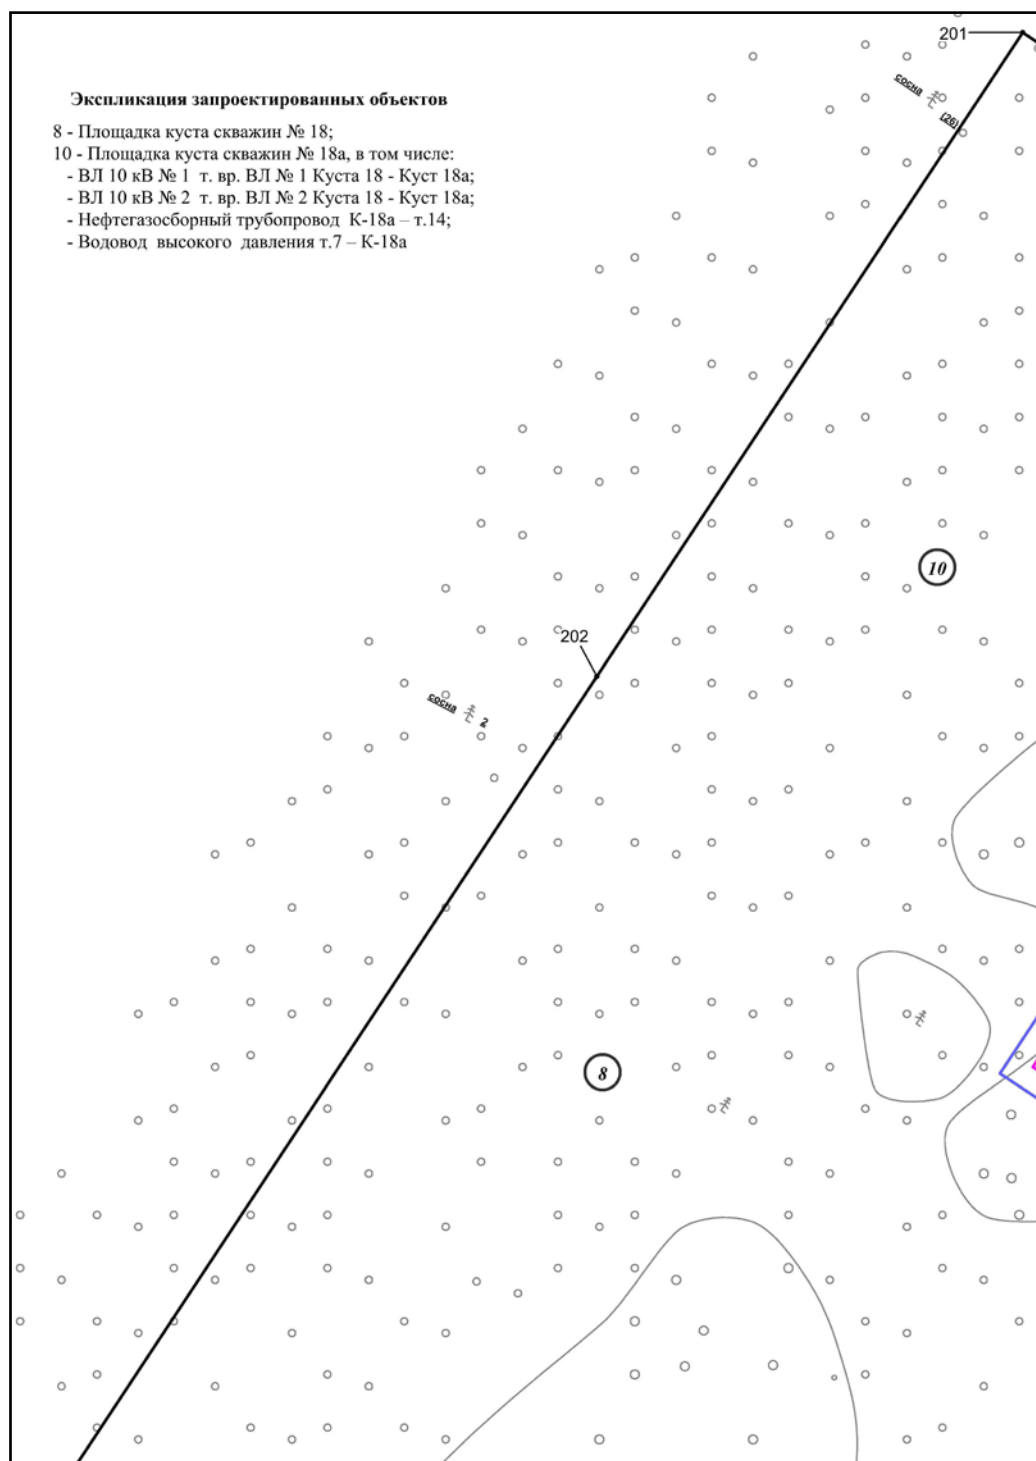 201
сосна
(26)
Экспликация запроектированных объектов
8 - Площадка куста скважин № 18;
10 - Площадка куста скважин № 18а, в том числе:
- ВЛ 10 кВ № 1 т. вр. ВЛ № 1 Куста 18 - Куст 18а;
- ВЛ 10 кВ № 2 т. вр. ВЛ № 2 Куста 18 - Куст 18а;
- Нефтегазосборный трубопровод К-18а – т.14;
- Водовод высокого давления т.7 – К-18а
10
202
сосна 2
8